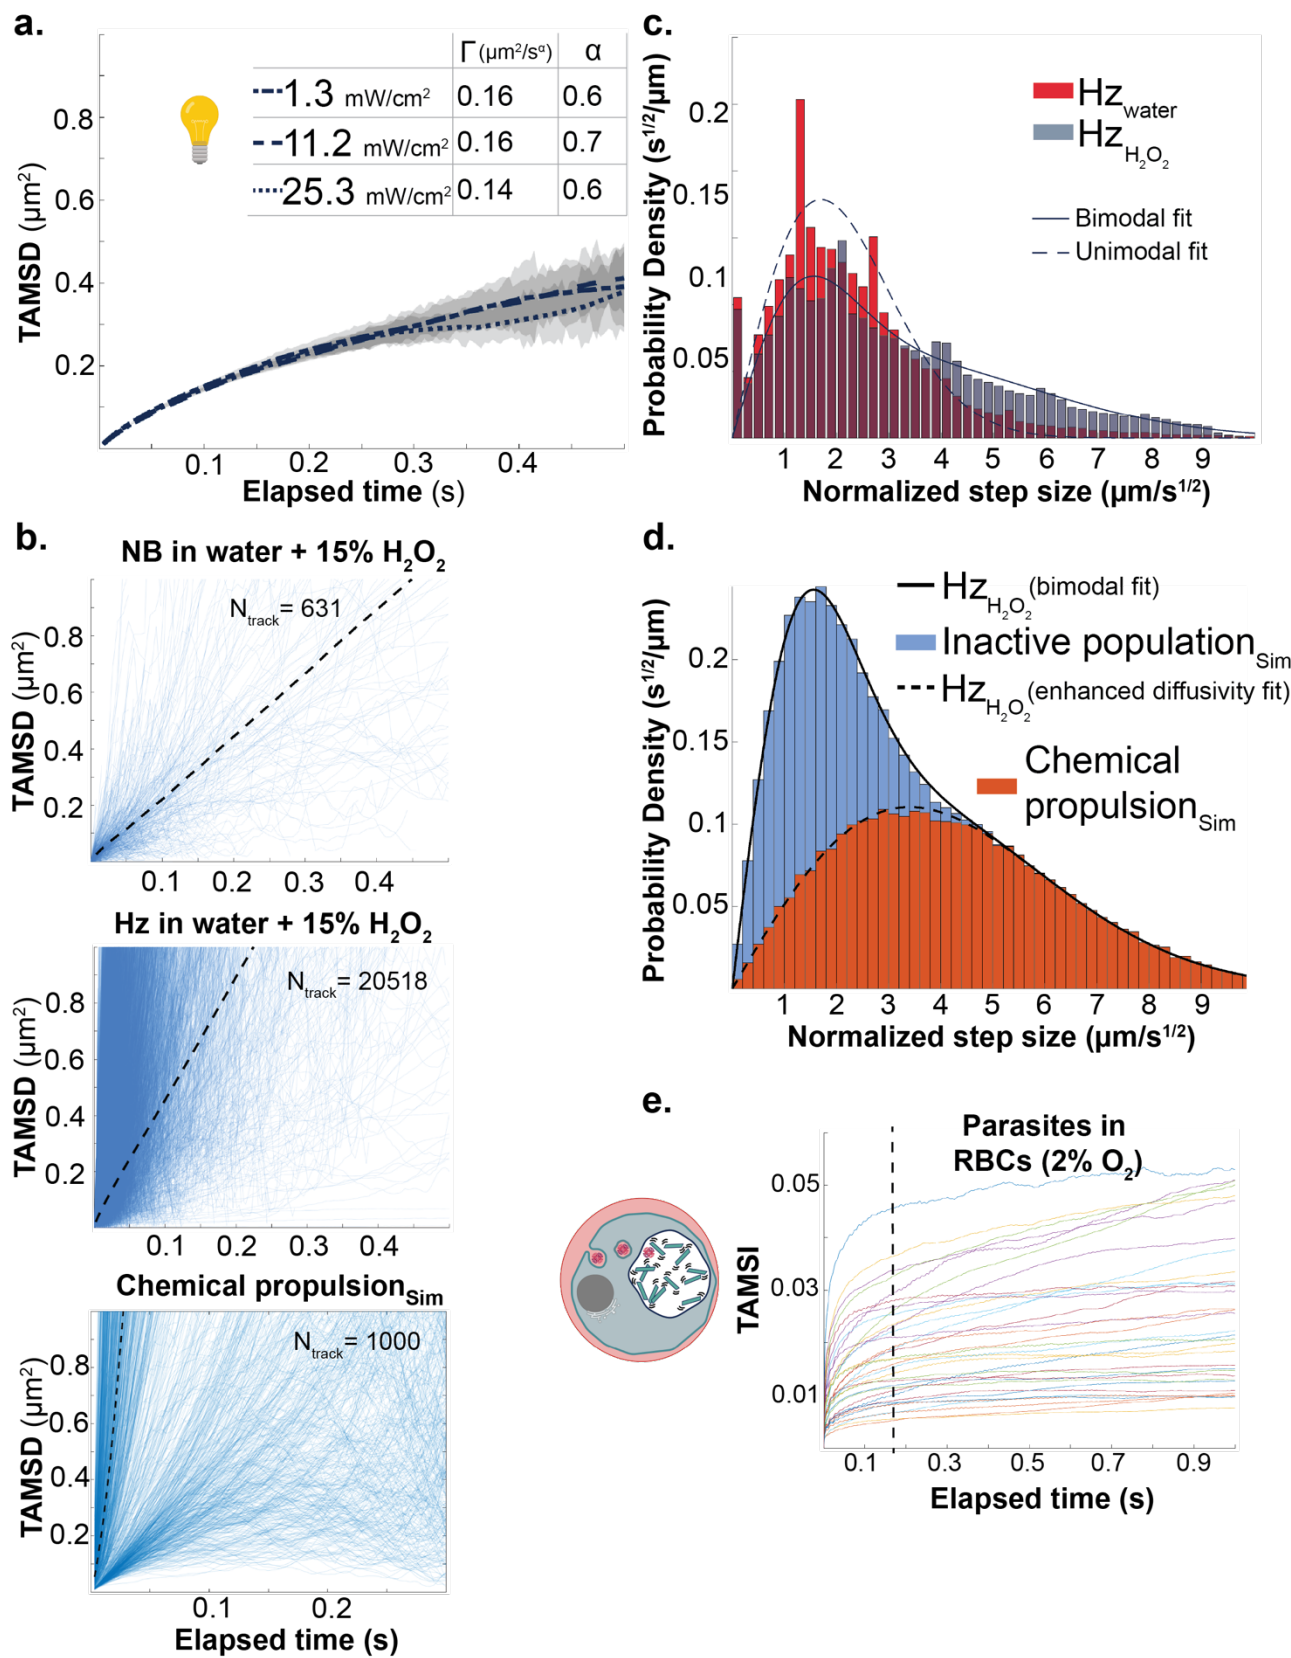 a.
Γ (µm²/sᵅ) α
1.3 mW/cm² 0.16 0.6
11.2 mW/cm² 0.16 0.7
25.3 mW/cm² 0.14 0.6
TAMSD (µm²)
0.8
0.6
0.4
0.2
0.1 0.2 0.3 0.4
Elapsed time (s)
c.
Probability Density (s^1/2/µm)
0.2
0.15
0.1
0.05
Hz_water
Hz_H₂O₂
Bimodal fit
Unimodal fit
1 2 3 4 5 6 7 8 9
Normalized step size (µm/s^1/2)
b.
NB in water + 15% H₂O₂
N_track = 631
TAMSD (µm²)
0.8
0.6
0.4
0.2
0.1 0.2 0.3 0.4
Hz in water + 15% H₂O₂
N_track = 20518
TAMSD (µm²)
0.8
0.6
0.4
0.2
0.1 0.2 0.3 0.4
Chemical propulsion_Sim
N_track = 1000
TAMSD (µm²)
0.8
0.6
0.4
0.2
0.1 0.2
Elapsed time (s)
d.
Probability Density (s^1/2/µm)
0.2
0.15
0.1
0.05
Hz_H₂O₂ (bimodal fit)
Inactive population_Sim
Hz_H₂O₂ (enhanced diffusivity fit)
Chemical
propulsion_Sim
1 2 3 4 5 6 7 8 9
Normalized step size (µm/s^1/2)
e.
Parasites in
RBCs (2% O₂)
TAMSI
0.05
0.03
0.01
0.1 0.3 0.5 0.7 0.9
Elapsed time (s)